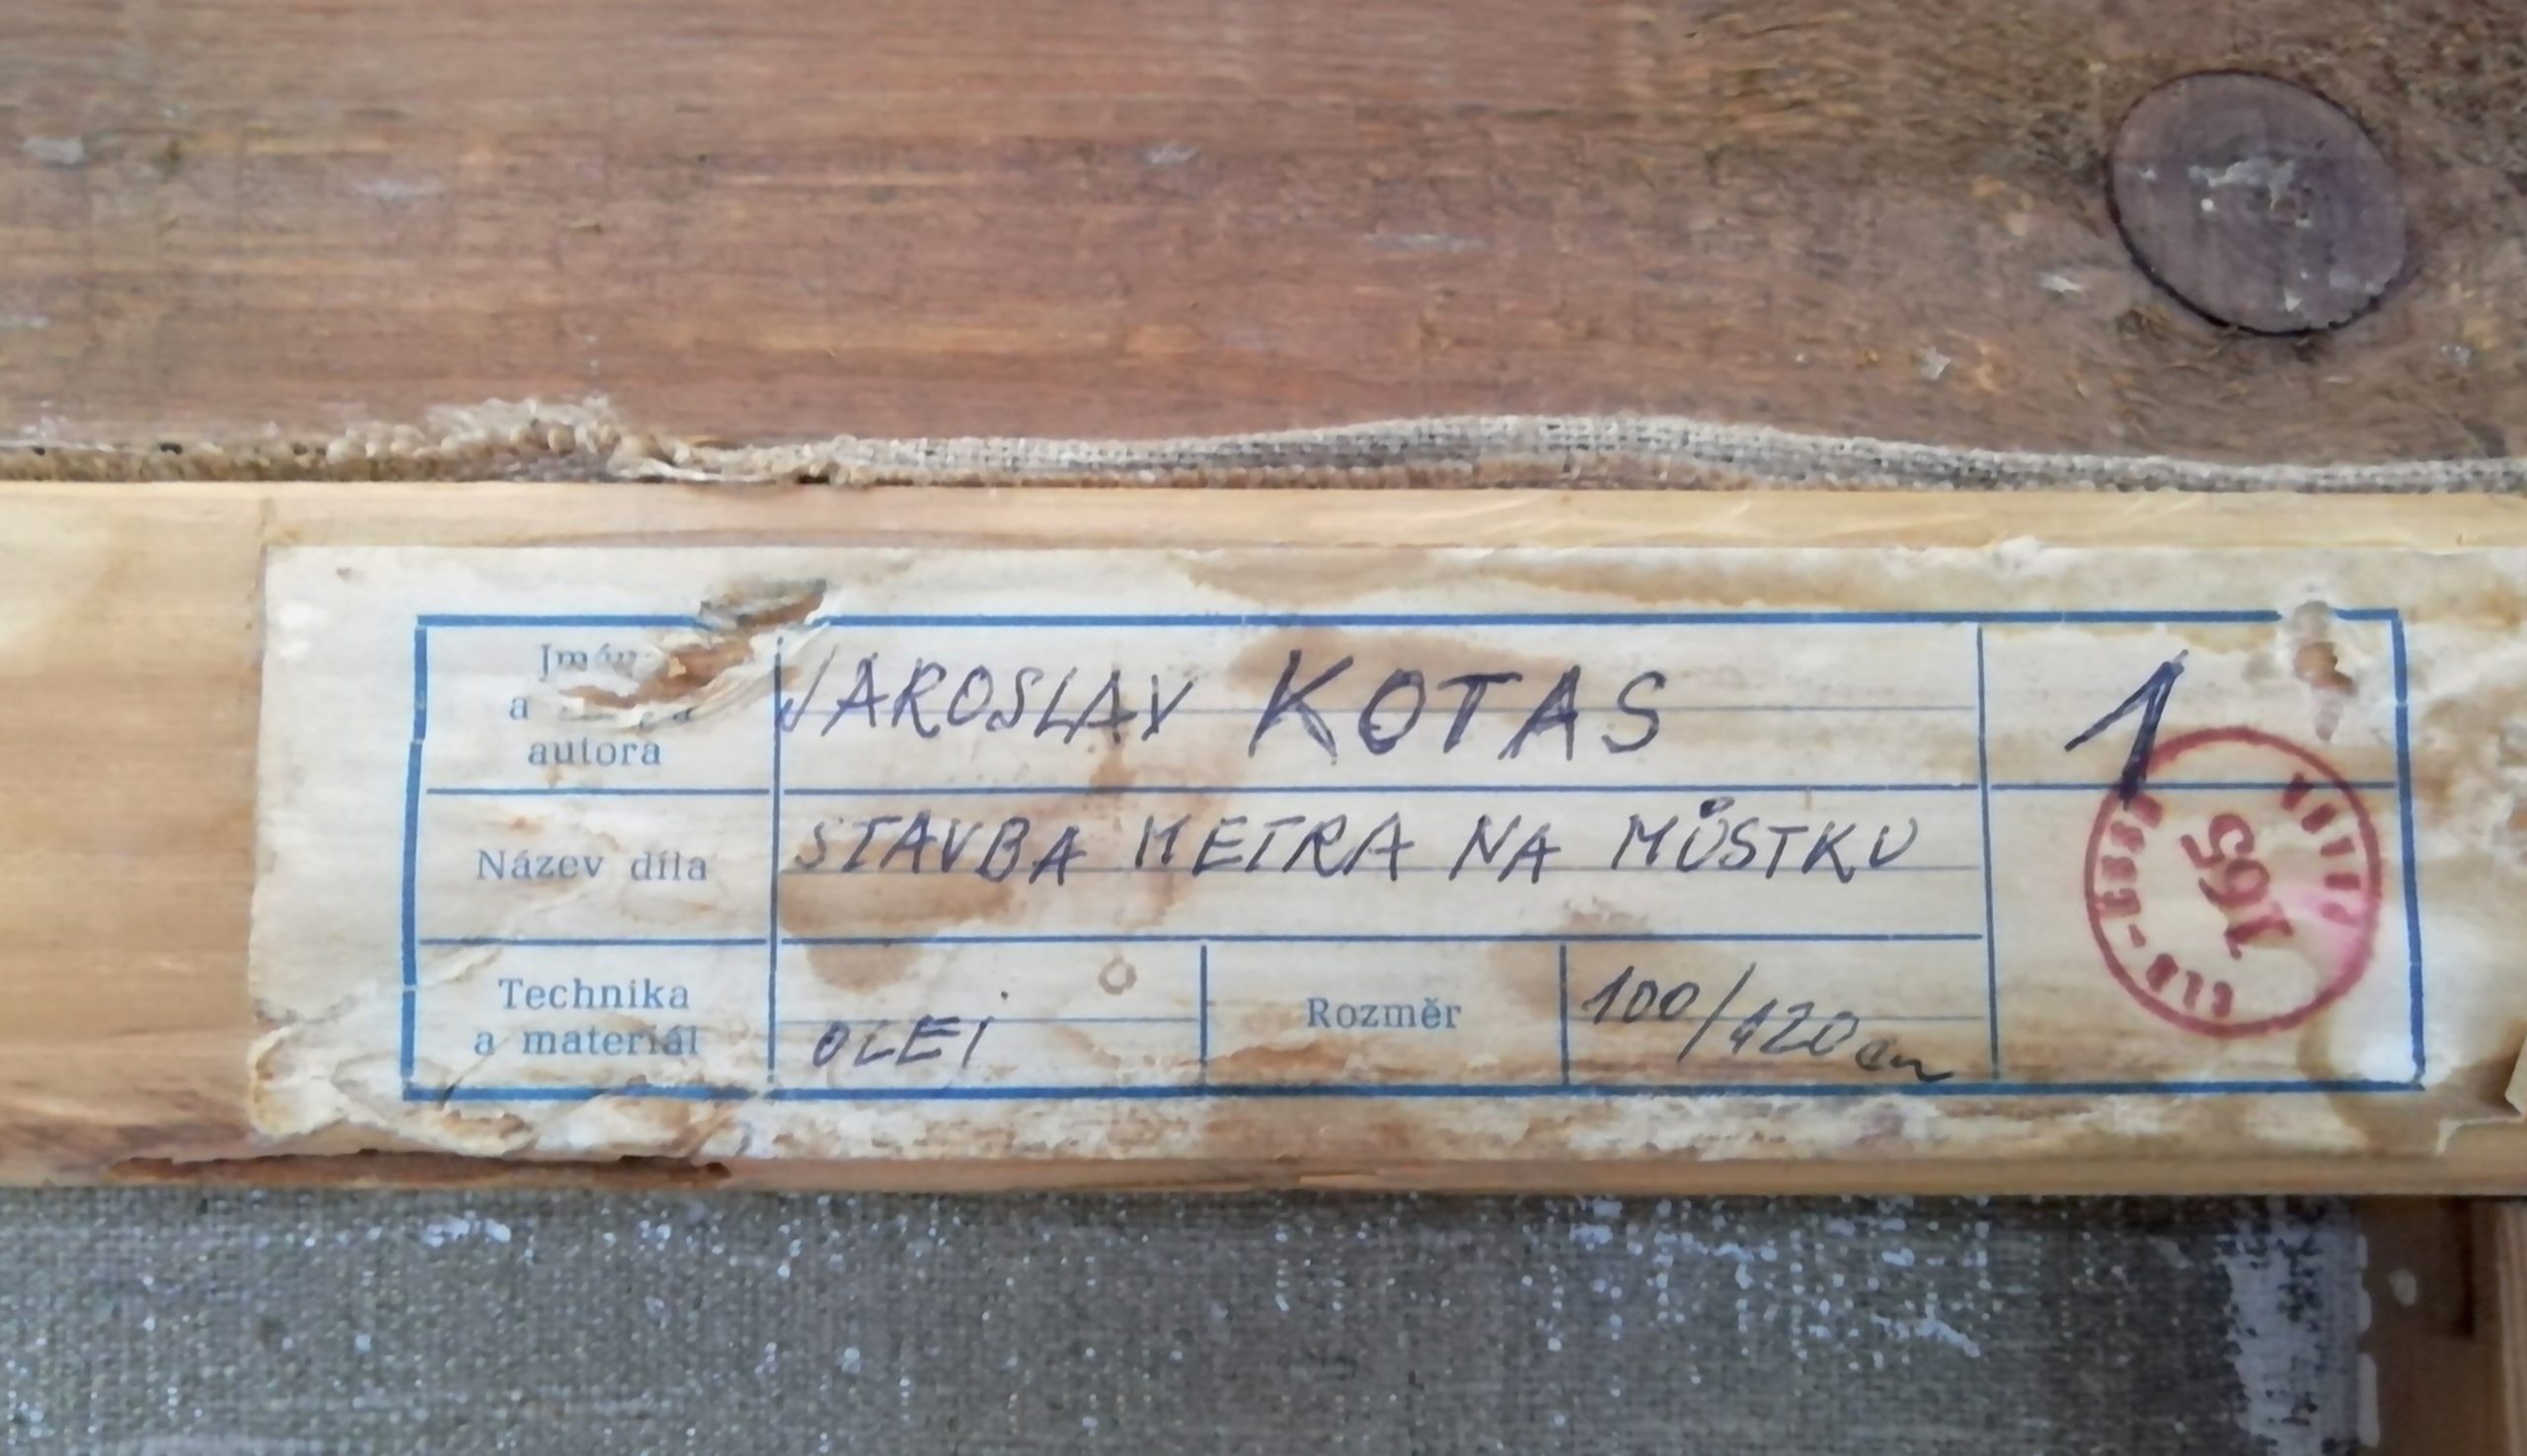 a
autora
JAROSLAV KOTAS
1
Název díla
STAVBA METRA NA MŮSTKU
Technika
a materiál
OLEJ
Rozměr
100/120 cm
165